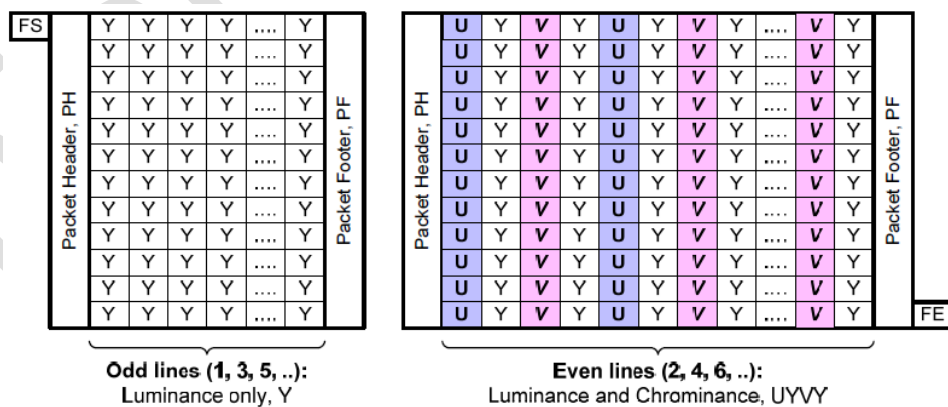 FS
Packet Header, PH
Y Y Y Y .... Y
Y Y Y Y .... Y
Y Y Y Y .... Y
Y Y Y Y .... Y
Y Y Y Y .... Y
Y Y Y Y .... Y
Y Y Y Y .... Y
Y Y Y Y .... Y
Y Y Y Y .... Y
Y Y Y Y .... Y
Y Y Y Y .... Y
Y Y Y Y .... Y
Packet Footer, PF
Odd lines (1, 3, 5, ..):
Luminance only, Y
Packet Header, PH
U Y V Y U Y V Y .... V Y
U Y V Y U Y V Y .... V Y
U Y V Y U Y V Y .... V Y
U Y V Y U Y V Y .... V Y
U Y V Y U Y V Y .... V Y
U Y V Y U Y V Y .... V Y
U Y V Y U Y V Y .... V Y
U Y V Y U Y V Y .... V Y
U Y V Y U Y V Y .... V Y
U Y V Y U Y V Y .... V Y
U Y V Y U Y V Y .... V Y
U Y V Y U Y V Y .... V Y
Packet Footer, PF
FE
Even lines (2, 4, 6, ..):
Luminance and Chrominance, UYVY